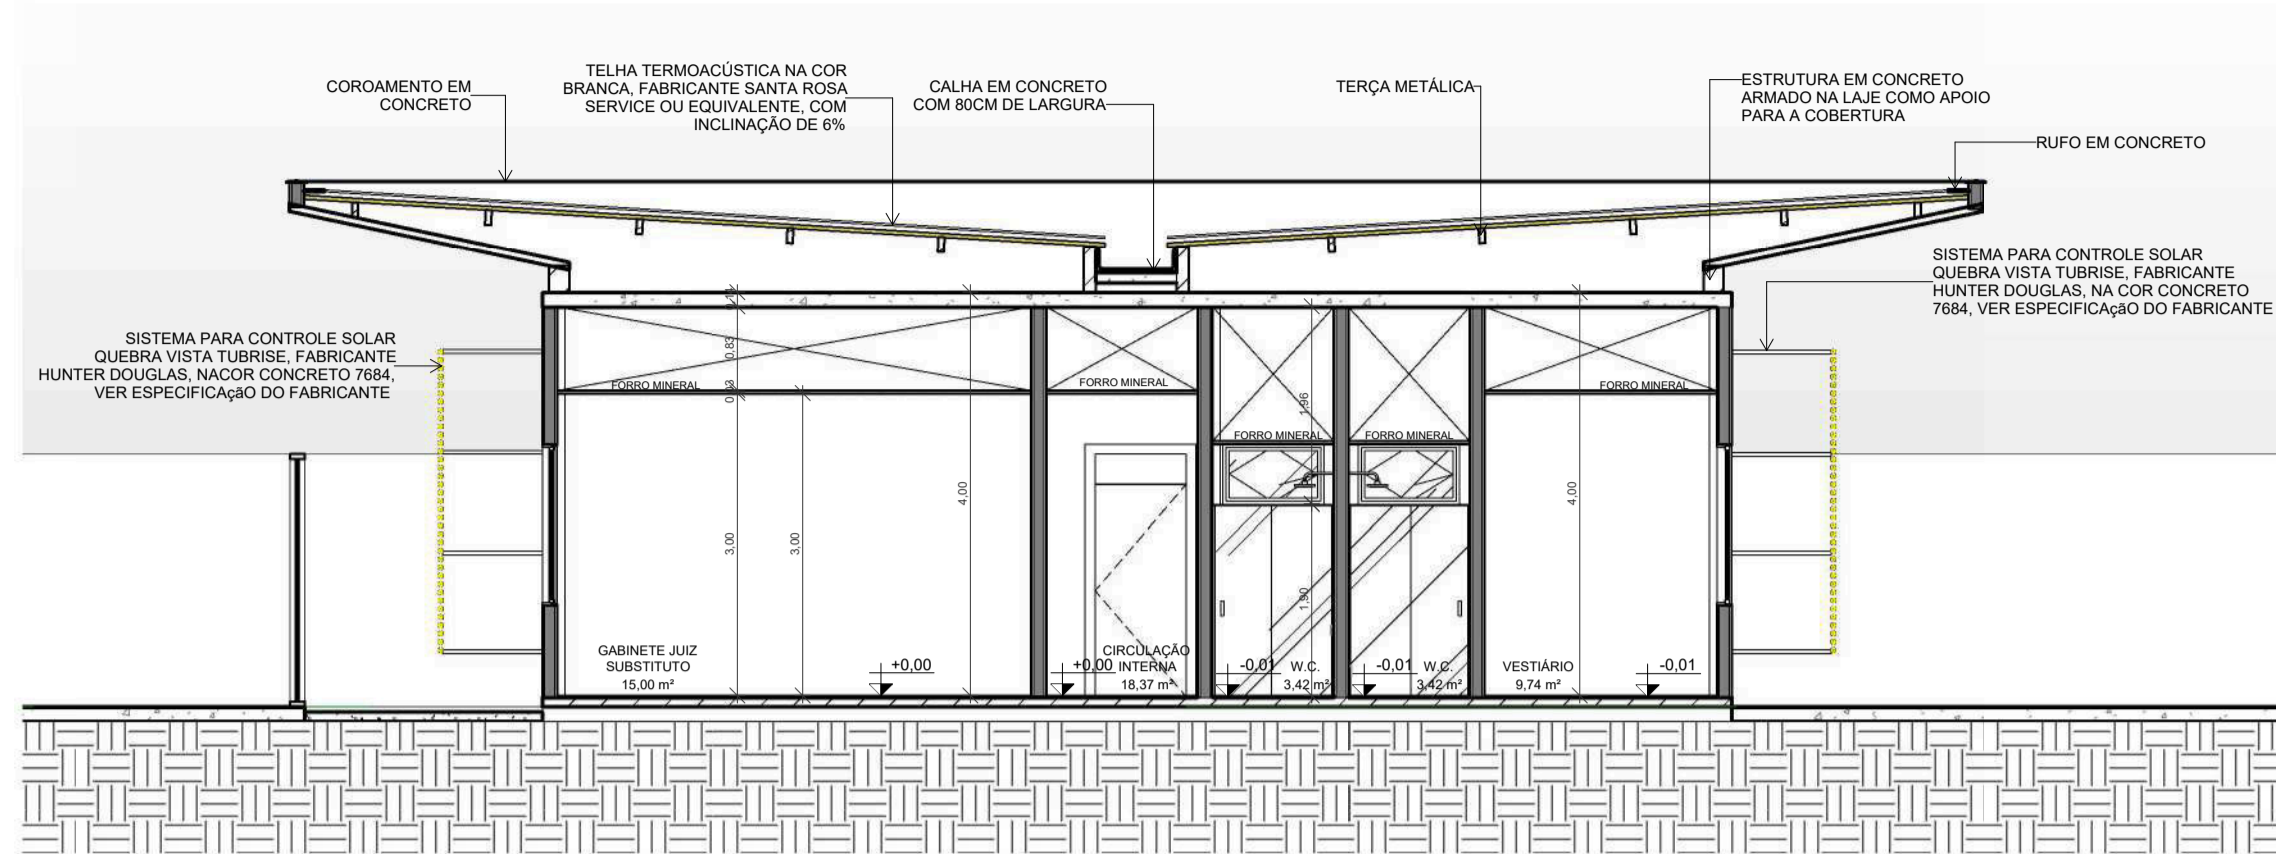 COROAMENTO EM
CONCRETO
TELHA TERMOACÚSTICA NA COR
BRANCA, FABRICANTE SANTA ROSA
SERVICE OU EQUIVALENTE, COM
INCLINAÇÃO DE 6%
CALHA EM CONCRETO
COM 80CM DE LARGURA
TERÇA METÁLICA
ESTRUTURA EM CONCRETO
ARMADO NA LAJE COMO APOIO
PARA A COBERTURA
RUFO EM CONCRETO
SISTEMA PARA CONTROLE SOLAR
QUEBRA VISTA TUBRISE, FABRICANTE
HUNTER DOUGLAS, NA COR CONCRETO
7684, VER ESPECIFICAçãO DO FABRICANTE
SISTEMA PARA CONTROLE SOLAR
QUEBRA VISTA TUBRISE, FABRICANTE
HUNTER DOUGLAS, NACOR CONCRETO 7684,
VER ESPECIFICAçãO DO FABRICANTE
0,83
FORRO MINERAL
FORRO MINERAL
FORRO MINERAL
1,96
FORRO MINERAL
FORRO MINERAL
4,00
4,00
3,00
3,00
1,90
GABINETE JUIZ
SUBSTITUTO
15,00 m²
+0,00
+0,00
CIRCULAÇÃO
INTERNA
18,37 m²
-0,01
W.C.
3,42 m²
-0,01
W.C.
3,42 m²
VESTIÁRIO
9,74 m²
-0,01